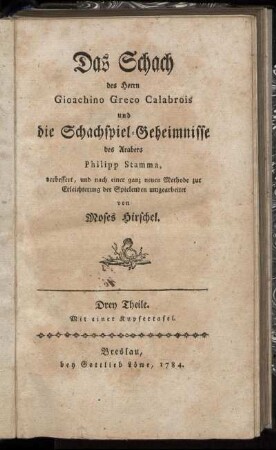 Das Schach
des Herrn
Gioachino Greco Calabrois
und
die Schachspiel-Geheimnisse
des Arabers
Philipp Stamma,
verbessert, und nach einer ganz neuen Methode zur
Erleichterung der Spielenden umgearbeitet
von
Moses Hirschel.
Drey Theile.
Mit einer Kupfertafel.
Breslau,
bey Gottlieb Löwe, 1784.